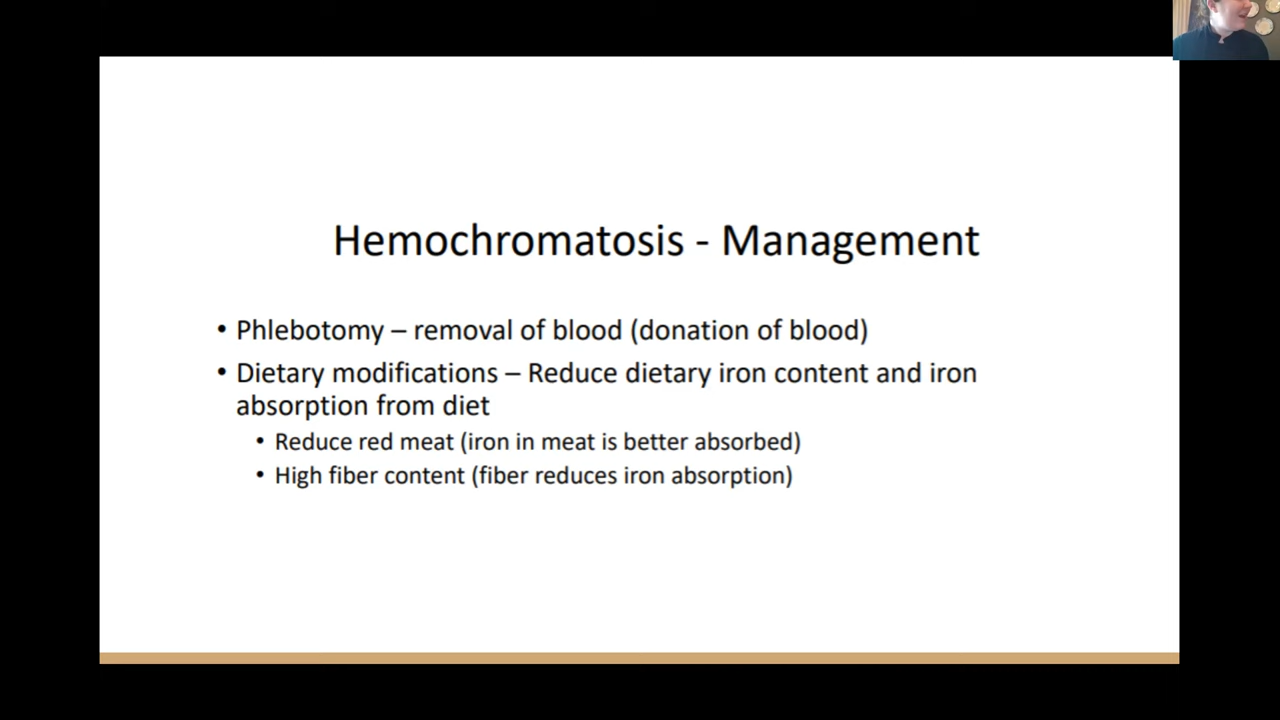 Hemochromatosis - Management
• Phlebotomy – removal of blood (donation of blood)
• Dietary modifications – Reduce dietary iron content and iron
absorption from diet
• Reduce red meat (iron in meat is better absorbed)
• High fiber content (fiber reduces iron absorption)